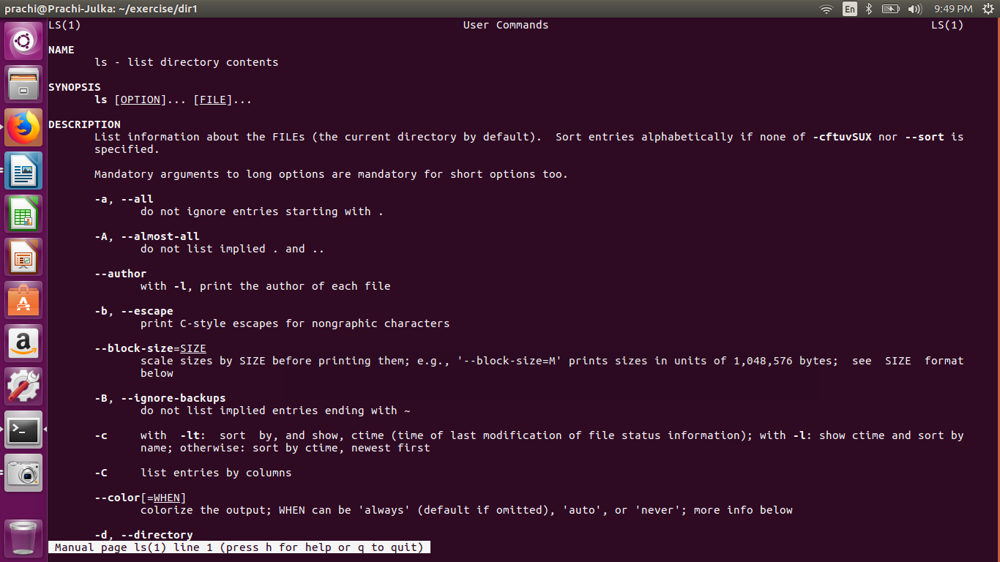 prachi@Prachi-Julka: ~/exercise/dir1
En
9:49 PM
LS(1) User Commands LS(1)
NAME
ls - list directory contents
SYNOPSIS
ls [OPTION]... [FILE]...
DESCRIPTION
List information about the FILEs (the current directory by default).  Sort entries alphabetically if none of -cftuvSUX nor --sort is
specified.
Mandatory arguments to long options are mandatory for short options too.
-a, --all
do not ignore entries starting with .
-A, --almost-all
do not list implied . and ..
--author
with -l, print the author of each file
-b, --escape
print C-style escapes for nongraphic characters
--block-size=SIZE
scale sizes by SIZE before printing them; e.g., '--block-size=M' prints sizes in units of 1,048,576 bytes;  see  SIZE  format
below
-B, --ignore-backups
do not list implied entries ending with ~
-c with  -lt:  sort  by, and show, ctime (time of last modification of file status information); with -l: show ctime and sort by
name; otherwise: sort by ctime, newest first
-C list entries by columns
--color[=WHEN]
colorize the output; WHEN can be 'always' (default if omitted), 'auto', or 'never'; more info below
-d, --directory
Manual page ls(1) line 1 (press h for help or q to quit)